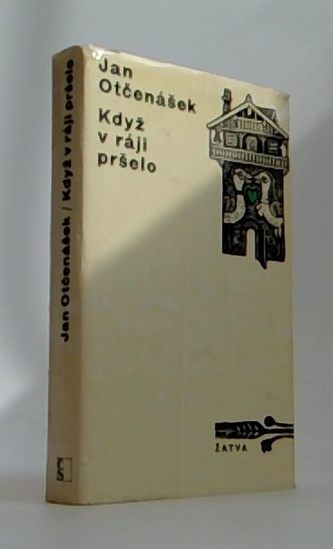 Jan
Otčenášek
Když
v ráji
pršelo
Jan Otčenášek / Když v ráji pršelo
ŽATVA